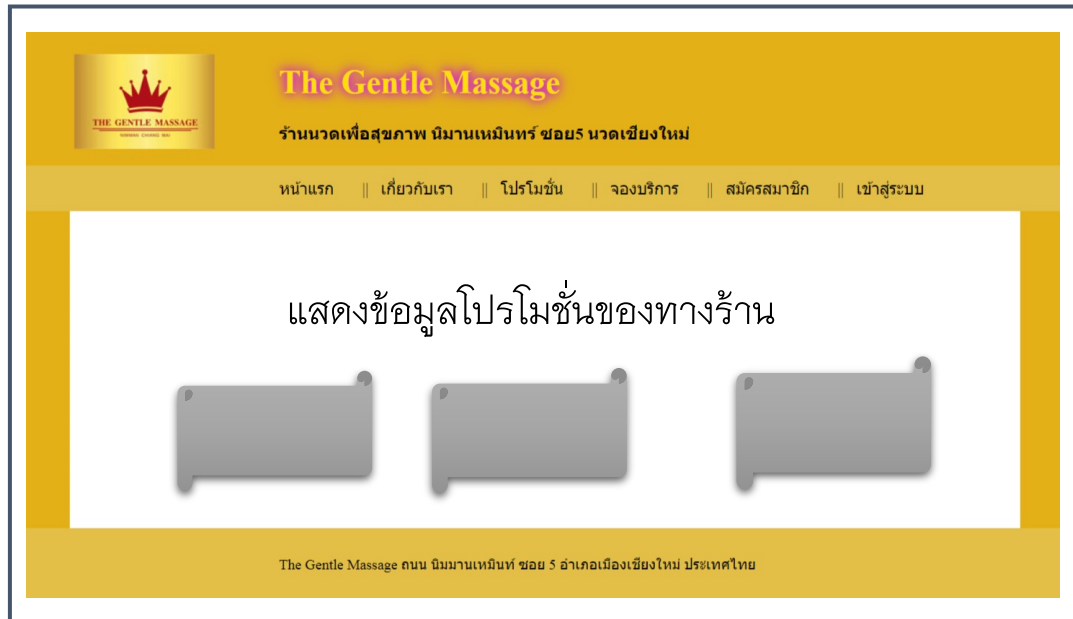 The Gentle Massage
THE GENTLE MASSAGE
ร้านนวดเพื่อสุขภาพ นิมานเหมินทร์ ซอย5 นวดเชียงใหม่
หน้าแรก || เกี่ยวกับเรา || โปรโมชั่น || จองบริการ || สมัครสมาชิก || เข้าสู่ระบบ
แสดงข้อมูลโปรโมชั่นของทางร้าน
The Gentle Massage ถนน นิมมานเหมินท์ ซอย 5 อำเภอเมืองเชียงใหม่ ประเทศไทย